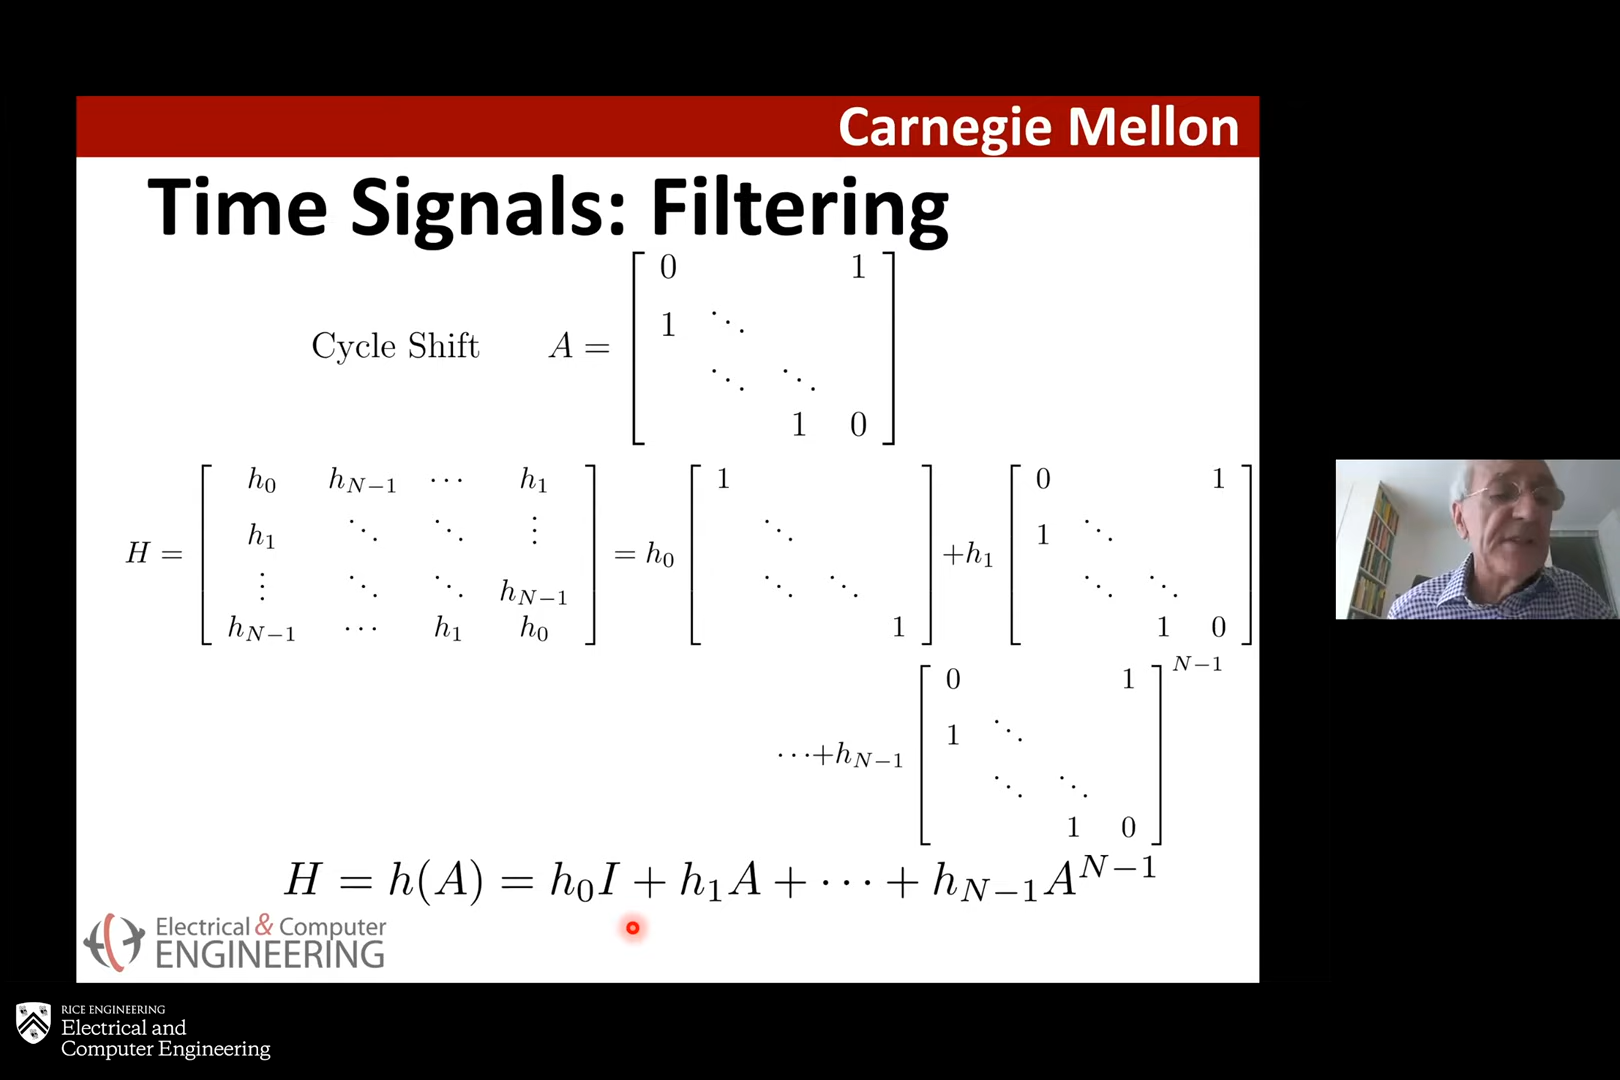 Carnegie Mellon
Time Signals: Filtering
Cycle Shift A = [ 0 1
1 ⋱
⋱ ⋱
1 0 ]
H = [ h₀ h_{N−1} ⋯ h₁
h₁ ⋱ ⋱ ⋮
⋮ ⋱ ⋱ h_{N−1}
h_{N−1} ⋯ h₁ h₀ ]
= h₀ [ 1
⋱
⋱ ⋱
1 ]
+h₁ [ 0 1
1 ⋱
⋱ ⋱
1 0 ]
⋯+h_{N−1} [ 0 1
1 ⋱
⋱ ⋱
1 0 ]^{N−1}
H = h(A) = h₀I + h₁A + ⋯ + h_{N−1}A^{N−1}
Electrical & Computer
ENGINEERING
RICE ENGINEERING
Electrical and
Computer Engineering